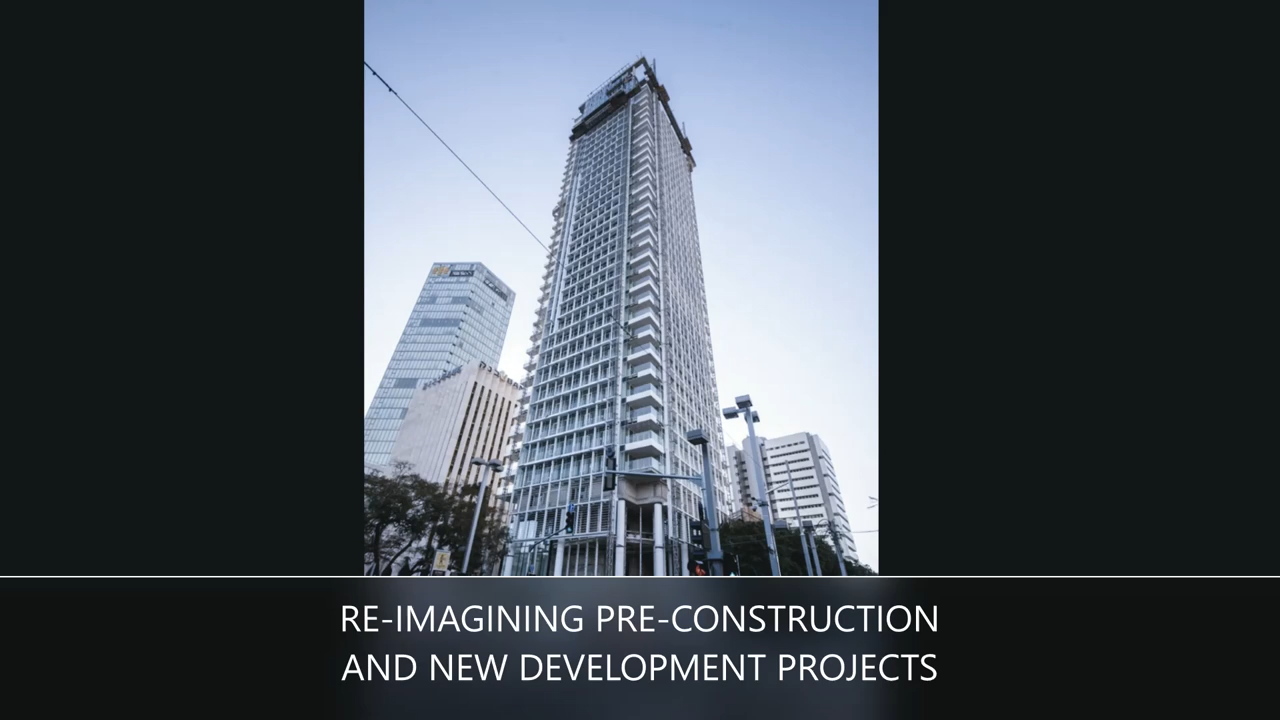 RE-IMAGINING PRE-CONSTRUCTION
AND NEW DEVELOPMENT PROJECTS